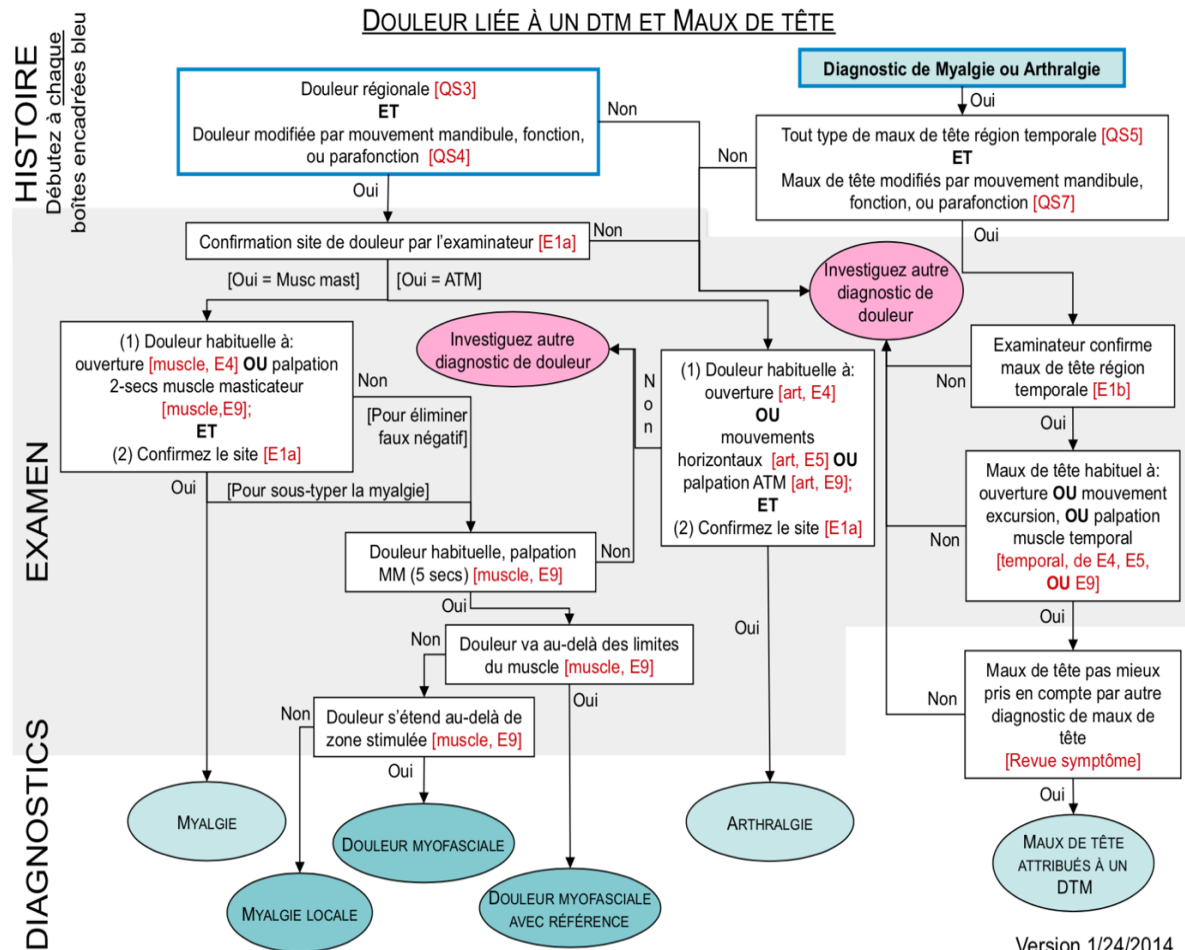 DOULEUR LIÉE À UN DTM ET MAUX DE TÊTE
HISTOIRE
Débutez à chaque
boîtes encadrées bleu
Douleur régionale [QS3]
ET
Douleur modifiée par mouvement mandibule, fonction,
ou parafonction [QS4]
Non
Oui
Diagnostic de Myalgie ou Arthralgie
Oui
Tout type de maux de tête région temporale [QS5]
ET
Maux de tête modifiés par mouvement mandibule,
fonction, ou parafonction [QS7]
Non
Oui
EXAMEN
Confirmation site de douleur par l'examinateur [E1a]
Non
[Oui = Musc mast]
[Oui = ATM]
Investiguez autre
diagnostic de
douleur
(1) Douleur habituelle à:
ouverture [muscle, E4] OU palpation
2-secs muscle masticateur
[muscle,E9];
ET
(2) Confirmez le site [E1a]
Non
[Pour éliminer
faux négatif]
Oui
[Pour sous-typer la myalgie]
Investiguez autre
diagnostic de douleur
N
o
n
(1) Douleur habituelle à:
ouverture [art, E4]
OU
mouvements
horizontaux [art, E5] OU
palpation ATM [art, E9];
ET
(2) Confirmez le site [E1a]
Oui
Examinateur confirme
maux de tête région
temporale [E1b]
Non
Oui
Maux de tête habituel à:
ouverture OU mouvement
excursion, OU palpation
muscle temporal
[temporal, de E4, E5,
OU E9]
Non
Oui
Douleur habituelle, palpation
MM (5 secs) [muscle, E9]
Non
Oui
Douleur va au-delà des limites
du muscle [muscle, E9]
Non
Oui
Douleur s'étend au-delà de
zone stimulée [muscle, E9]
Non
Oui
Maux de tête pas mieux
pris en compte par autre
diagnostic de maux de
tête
[Revue symptôme]
Non
Oui
DIAGNOSTICS
MYALGIE
MYALGIE LOCALE
DOULEUR MYOFASCIALE
DOULEUR MYOFASCIALE
AVEC RÉFÉRENCE
ARTHRALGIE
MAUX DE TÊTE
ATTRIBUÉS À UN
DTM
Version 1/24/2014